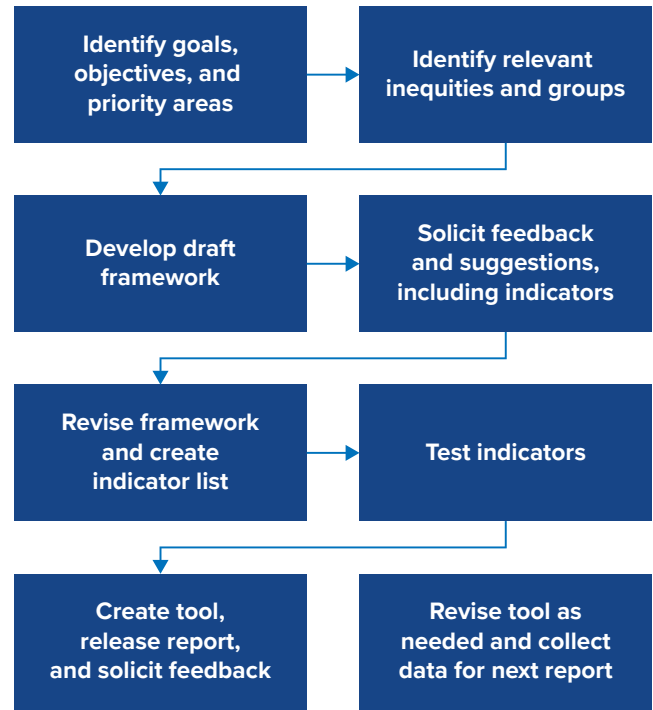 Identify goals,
objectives, and
priority areas
Identify relevant
inequities and groups
Develop draft
framework
Solicit feedback
and suggestions,
including indicators
Revise framework
and create
indicator list
Test indicators
Create tool,
release report,
and solicit feedback
Revise tool as
needed and collect
data for next report